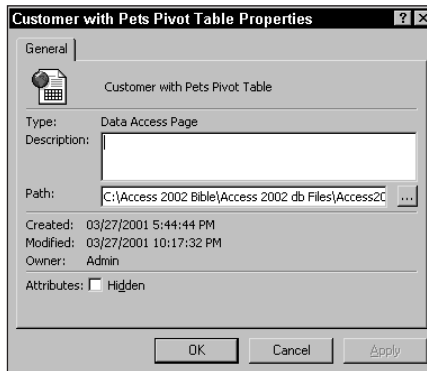 Customer with Pets Pivot Table Properties
General
Customer with Pets Pivot Table
Type: Data Access Page
Description:
Path: C:\Access 2002 Bible\Access 2002 db Files\Access20
...
Created: 03/27/2001 5:44:44 PM
Modified: 03/27/2001 10:17:32 PM
Owner: Admin
Attributes: Hidden
OK Cancel Apply